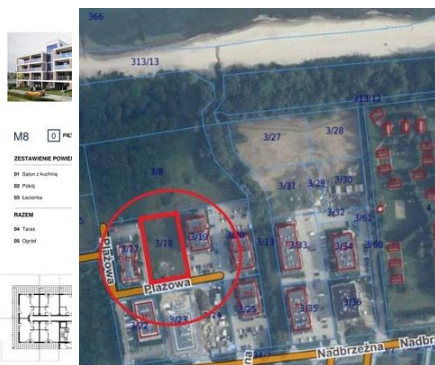 M8 0
ZESTAWIENIE POWIE
01 Salon z kuchnią
02 Pokój
03 Łazienka
RAZEM
04 Taras
05 Ogród
366
313/13
313/12
3/27
3/28
3/8
3/31
3/29
3/30
3/32
3/61
3/17
3/18
3/19
3/13
3/33
3/34
3/60
4
Plażowa
Plażowa
3/23
3/25
3/35
3/36
Nadbrzeżna
Nadbrz